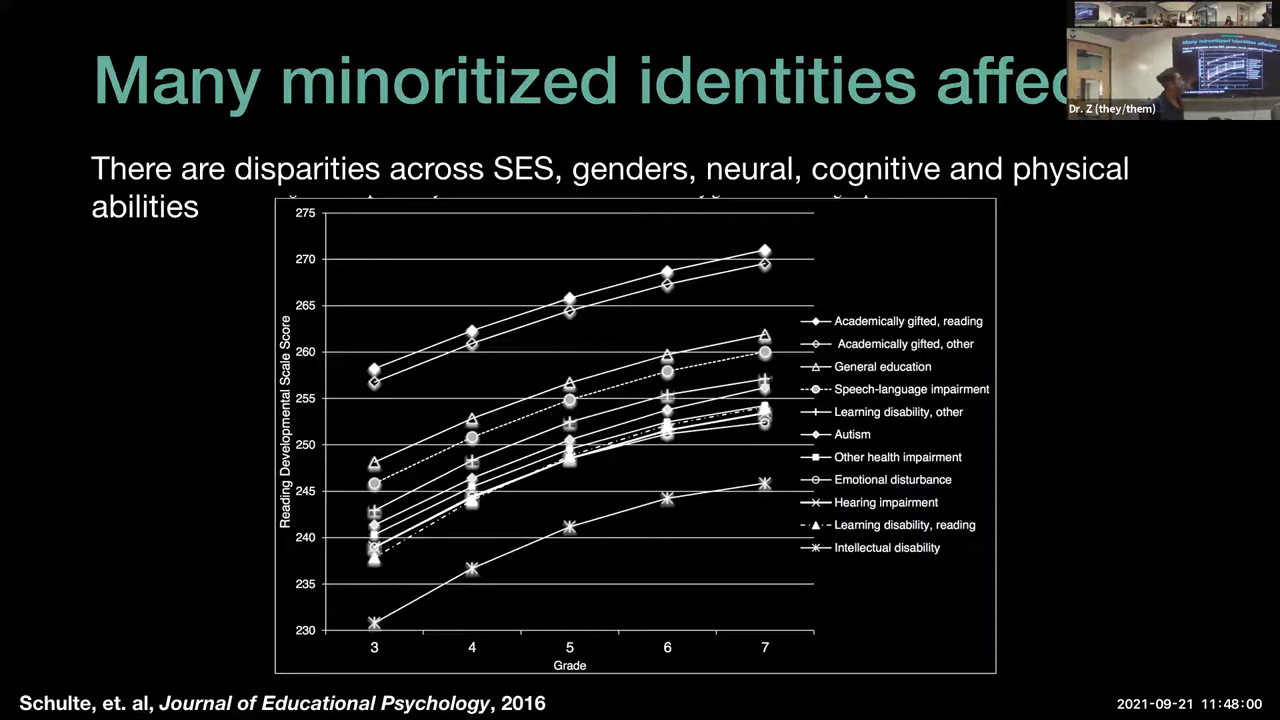 Many minoritized identities
Dr. Z (they/them)
There are disparities across SES, genders, neural, cognitive and physical
abilities
275
270
265
260
255
250
245
240
235
230
Reading Developmental Scale Score
3 4 5 6 7
Grade
Academically gifted, reading
Academically gifted, other
General education
Speech-language impairment
Learning disability, other
Autism
Other health impairment
Emotional disturbance
Hearing impairment
Learning disability, reading
Intellectual disability
Schulte, et. al, Journal of Educational Psychology, 2016
2021-09-21 11:48:00